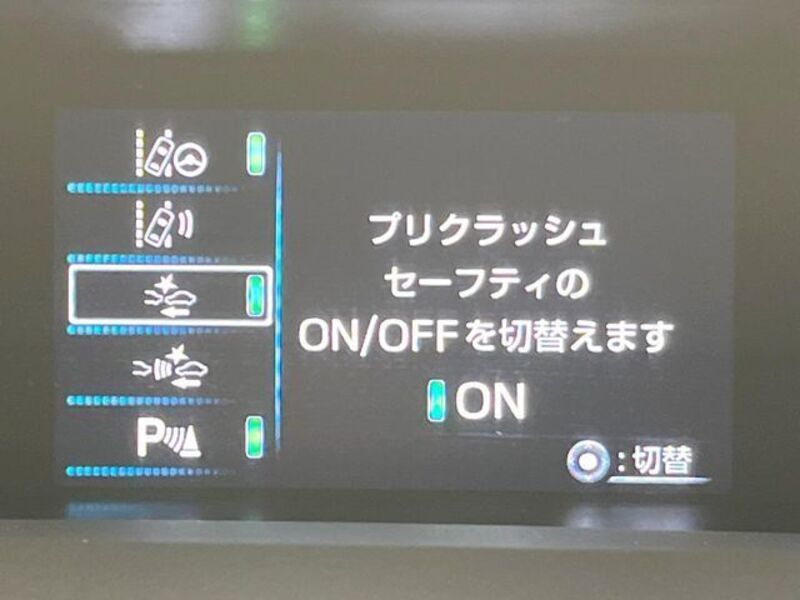 プリクラッシュ
セーフティの
ON/OFFを切替えます
ON
:切替
P